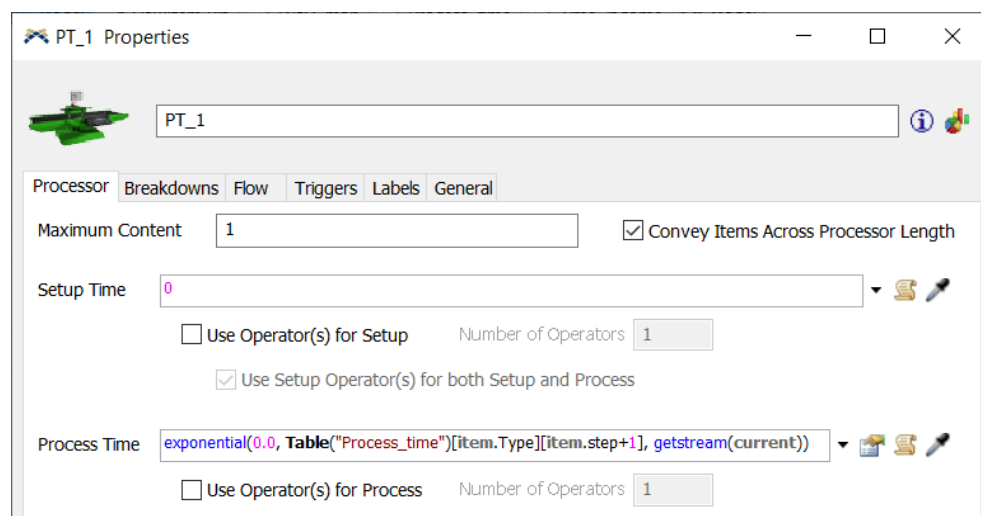 PT_1 Properties
PT_1
Processor Breakdowns Flow Triggers Labels General
Maximum Content 1 Convey Items Across Processor Length
Setup Time 0
Use Operator(s) for Setup Number of Operators 1
Use Setup Operator(s) for both Setup and Process
Process Time exponential(0.0, Table("Process_time")[item.Type][item.step+1], getstream(current))
Use Operator(s) for Process Number of Operators 1